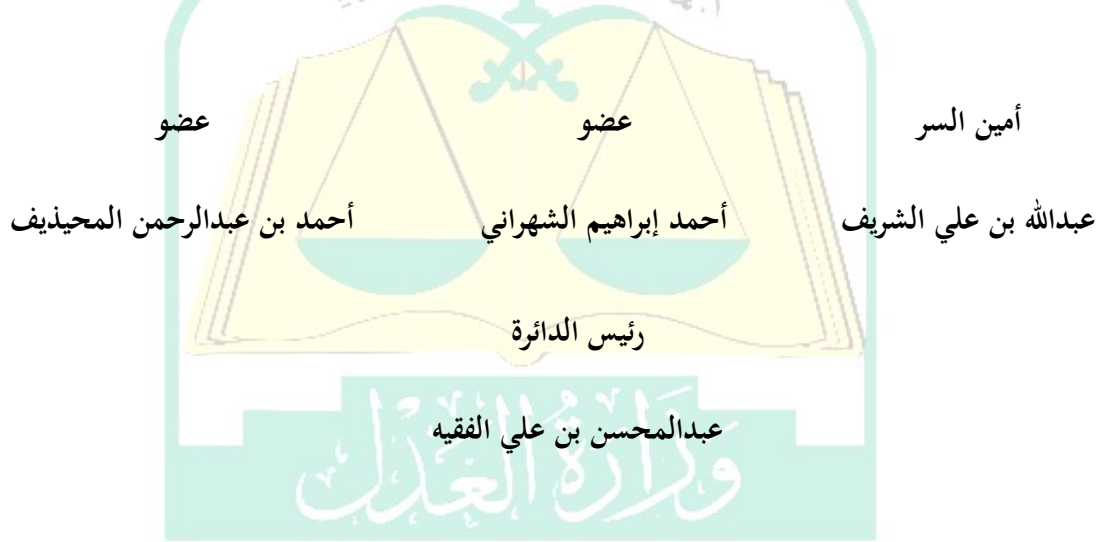 أمين السر عضو عضو
عبدالله بن علي الشريف أحمد إبراهيم الشهراني أحمد بن عبدالرحمن المحيذيف
رئيس الدائرة
عبدالمحسن بن علي الفقيه
وزارة العدل